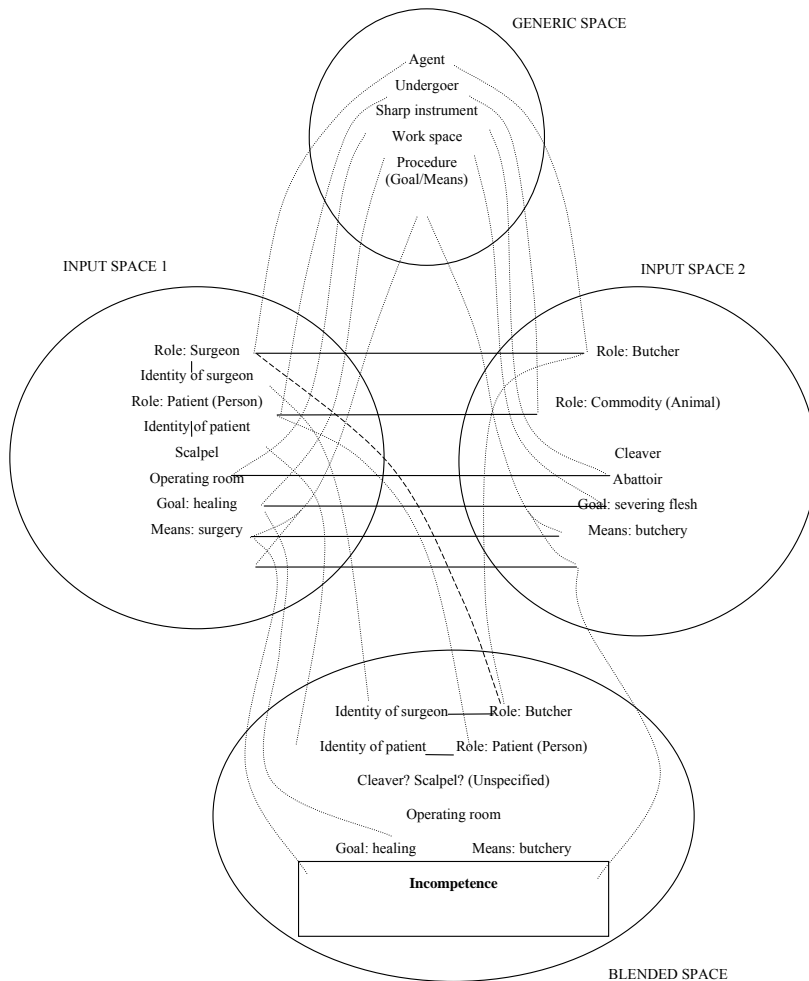 GENERIC SPACE
Agent
Undergoer
Sharp instrument
Work space
Procedure
(Goal/Means)
INPUT SPACE 1
Role: Surgeon
Identity of surgeon
Role: Patient (Person)
Identity of patient
Scalpel
Operating room
Goal: healing
Means: surgery
INPUT SPACE 2
Role: Butcher
Role: Commodity (Animal)
Cleaver
Abattoir
Goal: severing flesh
Means: butchery
Identity of surgeon Role: Butcher
Identity of patient Role: Patient (Person)
Cleaver? Scalpel? (Unspecified)
Operating room
Goal: healing Means: butchery
Incompetence
BLENDED SPACE